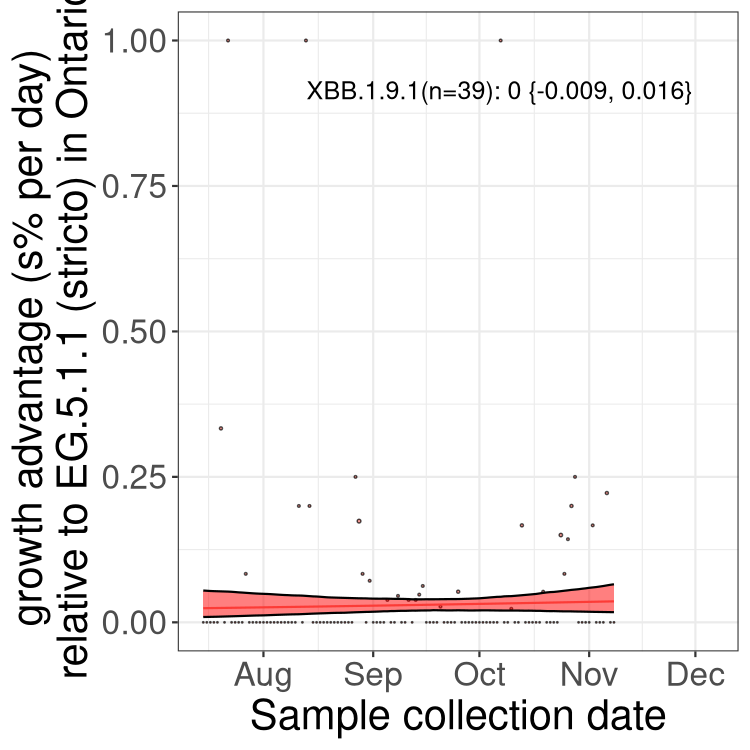 growth advantage (s% per day)
relative to EG.5.1.1 (stricto) in Ontario
1.00
XBB.1.9.1(n=39): 0 {-0.009, 0.016}
0.75
0.50
0.25
0.00
Aug Sep Oct Nov Dec
Sample collection date